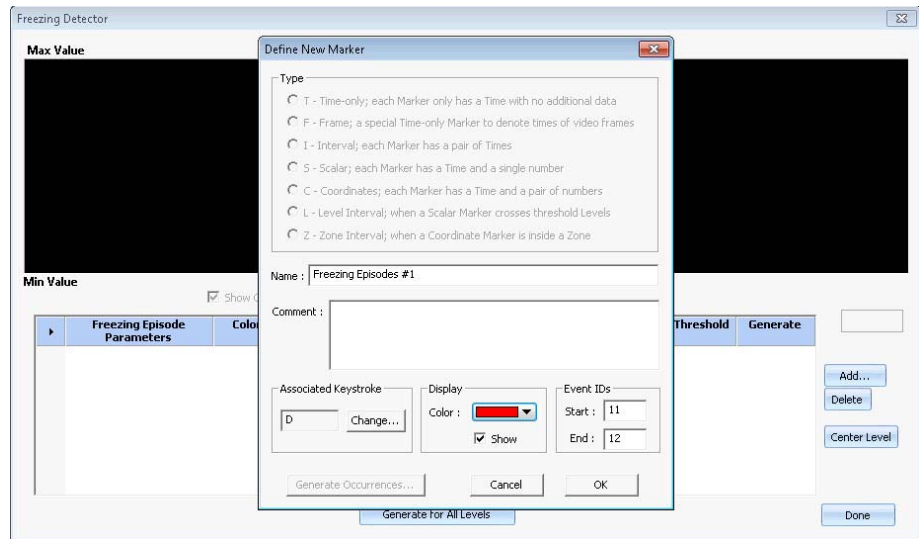 Freezing Detector
Max Value
Define New Marker
Type
T - Time-only; each Marker only has a Time with no additional data
F - Frame; a special Time-only Marker to denote times of video frames
I - Interval; each Marker has a pair of Times
S - Scalar; each Marker has a Time and a single number
C - Coordinates; each Marker has a Time and a pair of numbers
L - Level Interval; when a Scalar Marker crosses threshold Levels
Z - Zone Interval; when a Coordinate Marker is inside a Zone
Min Value
Show
Name : Freezing Episodes #1
Comment :
Freezing Episode Parameters
Threshold
Generate
Add...
Delete
Center Level
Associated Keystroke
D
Change...
Display
Color :
Show
Event IDs
Start : 11
End : 12
Generate Occurrences...
Cancel
OK
Generate for All Levels
Done